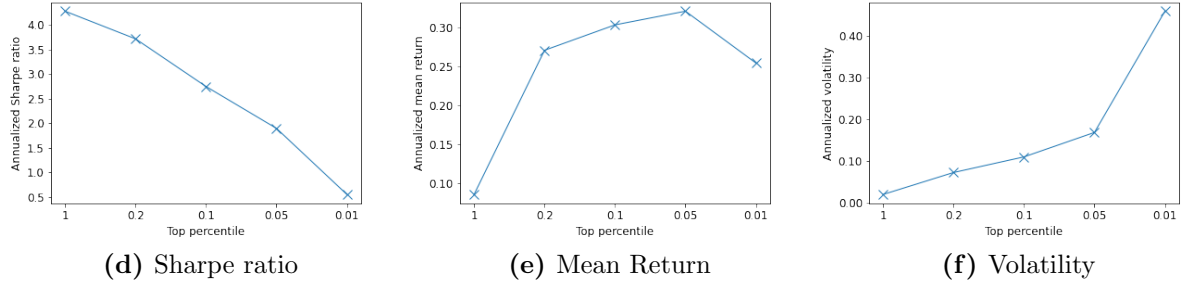 Annualized Sharpe ratio
4.0
3.5
3.0
2.5
2.0
1.5
1.0
0.5
1 0.2 0.1 0.05 0.01
Top percentile
(d) Sharpe ratio
Annualized mean return
0.30
0.25
0.20
0.15
0.10
1 0.2 0.1 0.05 0.01
Top percentile
(e) Mean Return
Annualized volatility
0.40
0.30
0.20
0.10
0.00
1 0.2 0.1 0.05 0.01
Top percentile
(f) Volatility